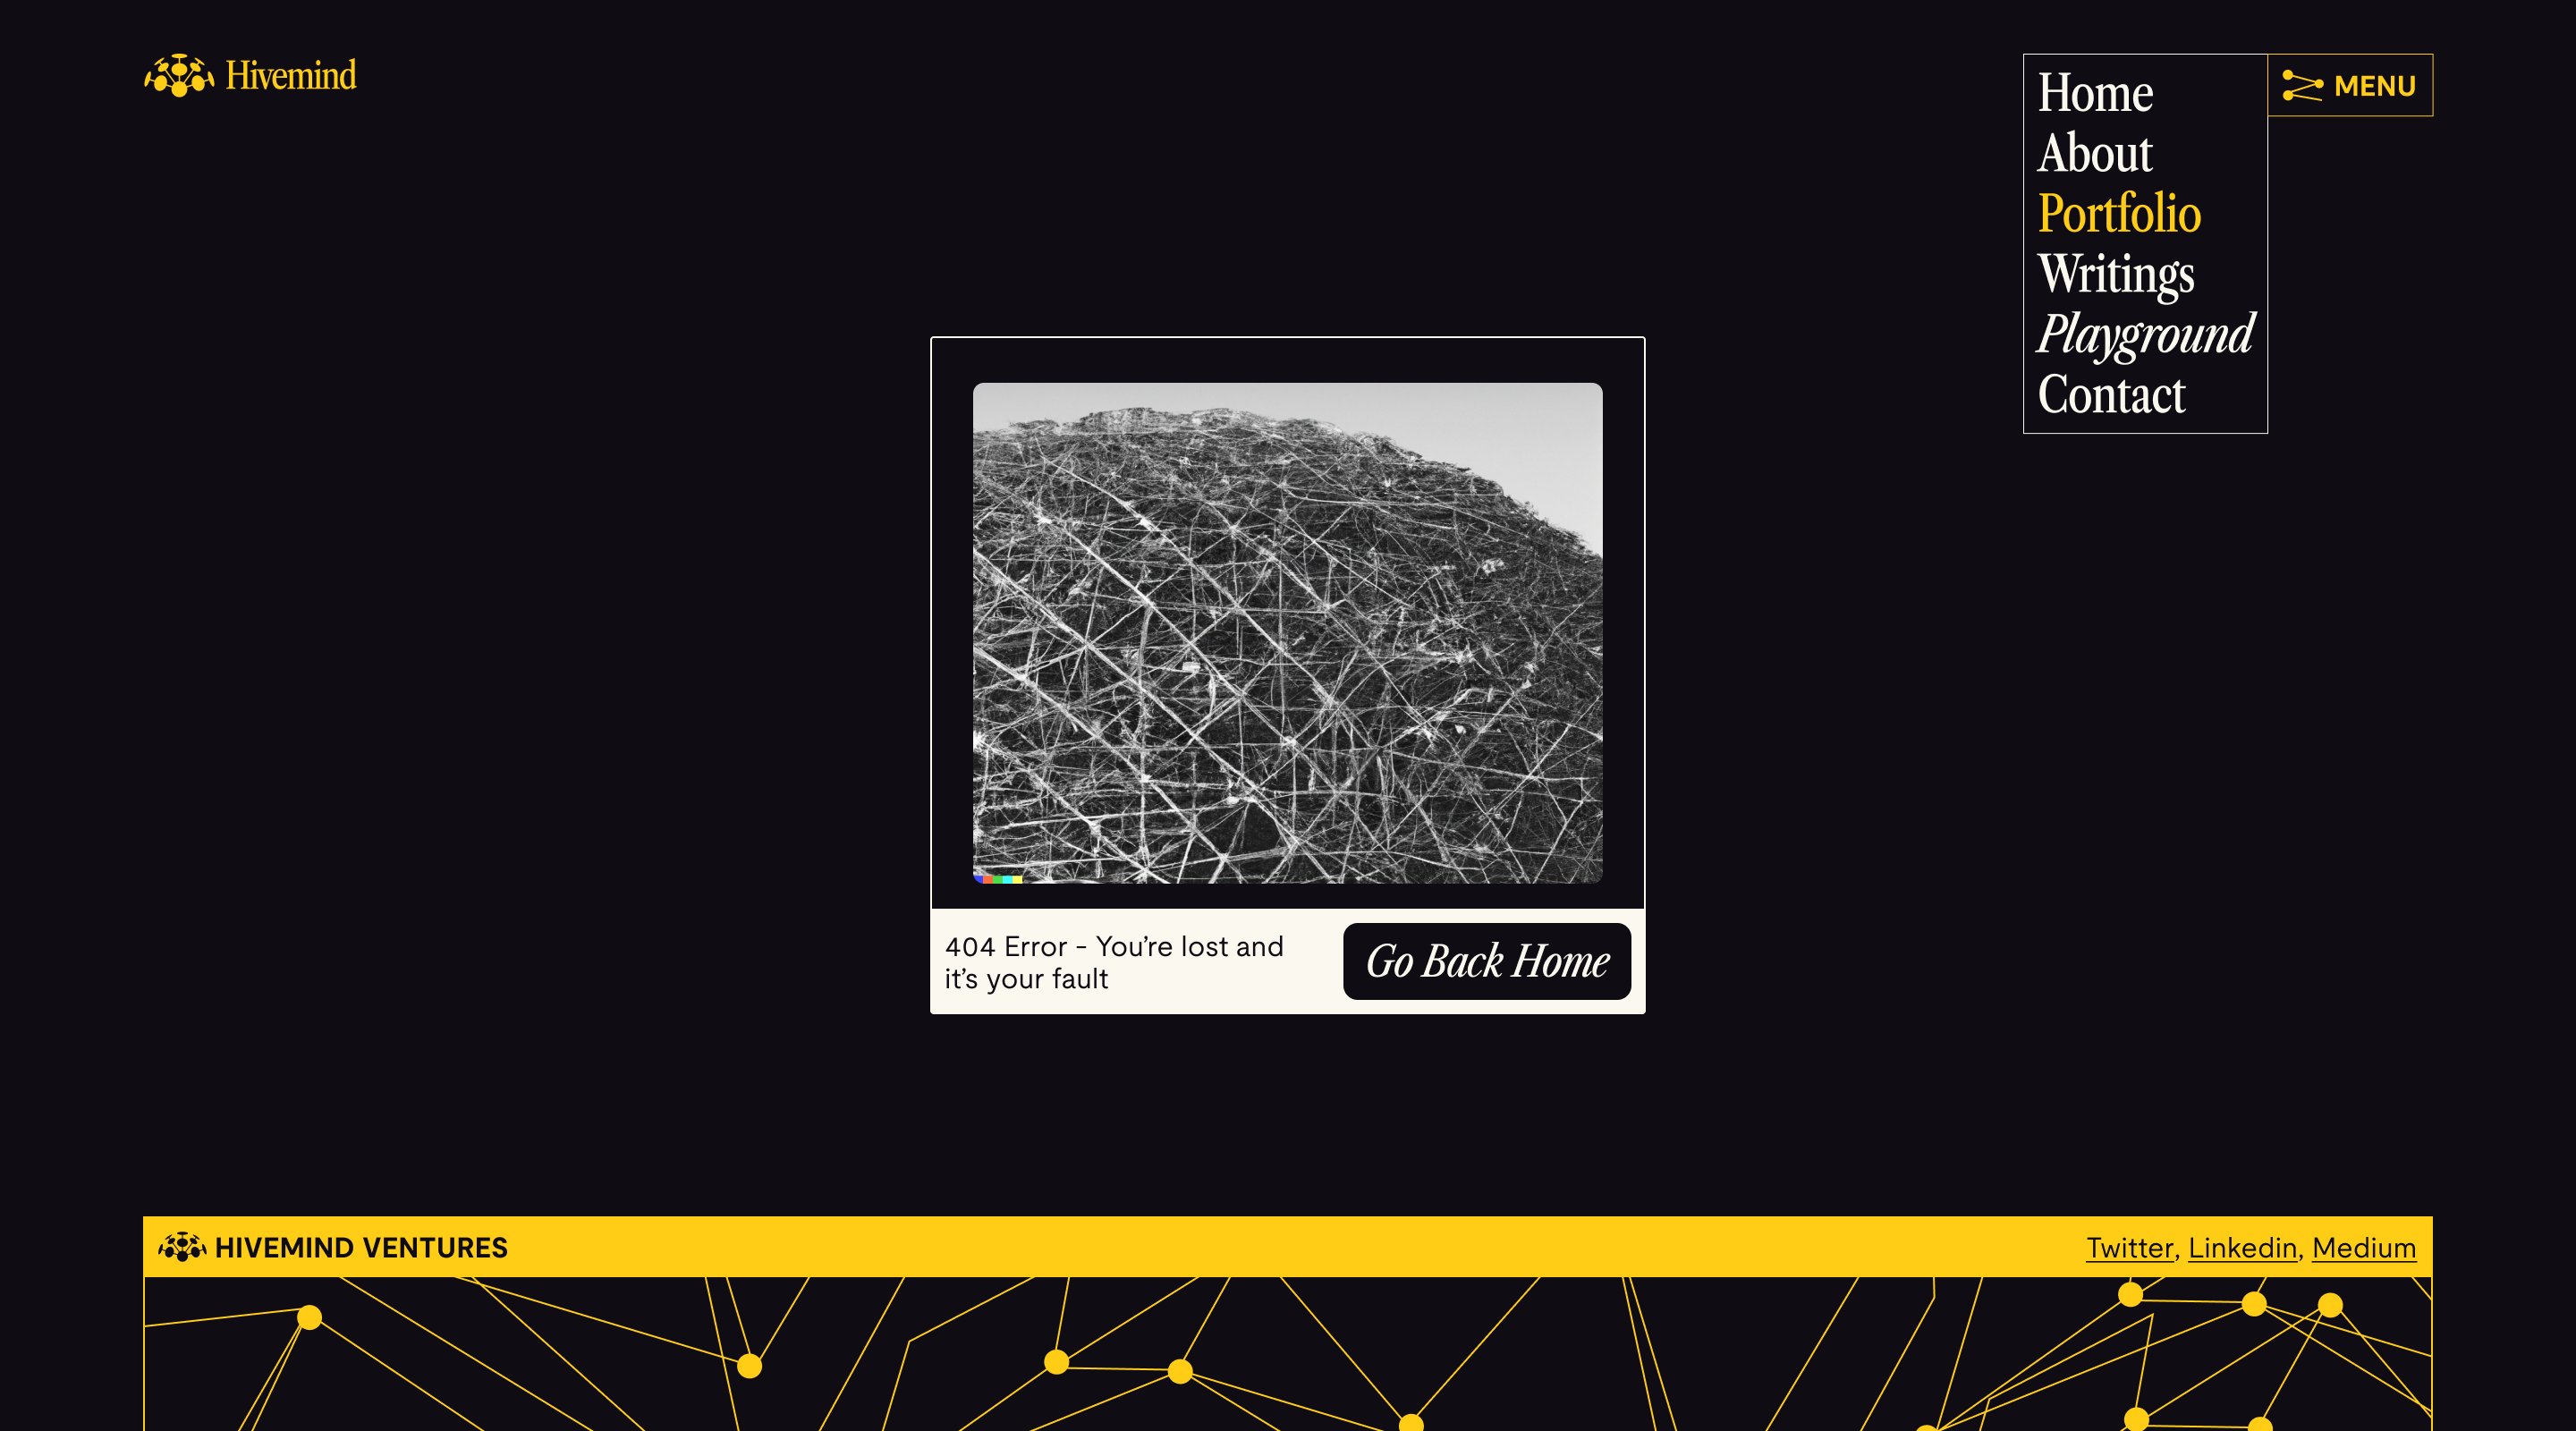 Hivemind
MENU
Home
About
Portfolio
Writings
Playground
Contact
404 Error - You’re lost and
it’s your fault
Go Back Home
HIVEMIND VENTURES
Twitter, Linkedin, Medium